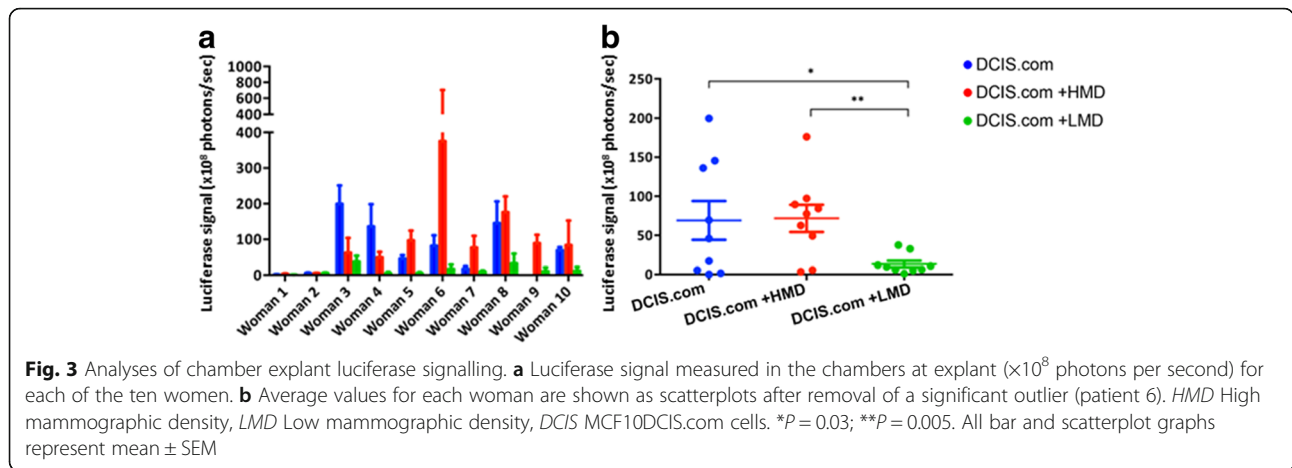 a
b
Luciferase signal (x10⁸ photons/sec)
1000
800
600
400
400
300
200
100
0
Woman 1
Woman 2
Woman 3
Woman 4
Woman 5
Woman 6
Woman 7
Woman 8
Woman 9
Woman 10
Luciferase signal (x10⁸ photons/sec)
250
200
150
100
50
0
*
**
DCIS.com
DCIS.com +HMD
DCIS.com +LMD
DCIS.com
DCIS.com +HMD
DCIS.com +LMD
Fig. 3 Analyses of chamber explant luciferase signalling. a Luciferase signal measured in the chambers at explant (×10⁸ photons per second) for
each of the ten women. b Average values for each woman are shown as scatterplots after removal of a significant outlier (patient 6). HMD High
mammographic density, LMD Low mammographic density, DCIS MCF10DCIS.com cells. *P = 0.03; **P = 0.005. All bar and scatterplot graphs
represent mean ± SEM